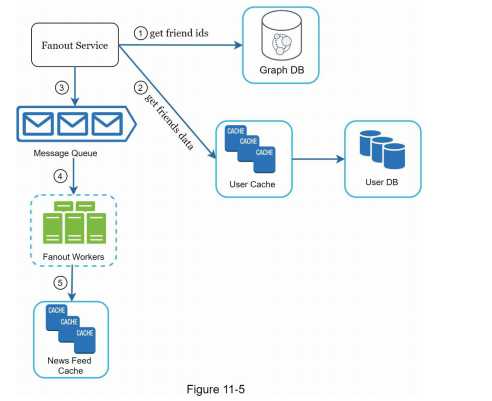 ① get friend ids
Fanout Service
Graph DB
③
② get friends data
Message Queue
CACHE
CACHE
CACHE
User Cache
User DB
④
Fanout Workers
⑤
CACHE
CACHE
CACHE
News Feed
Cache
Figure 11-5